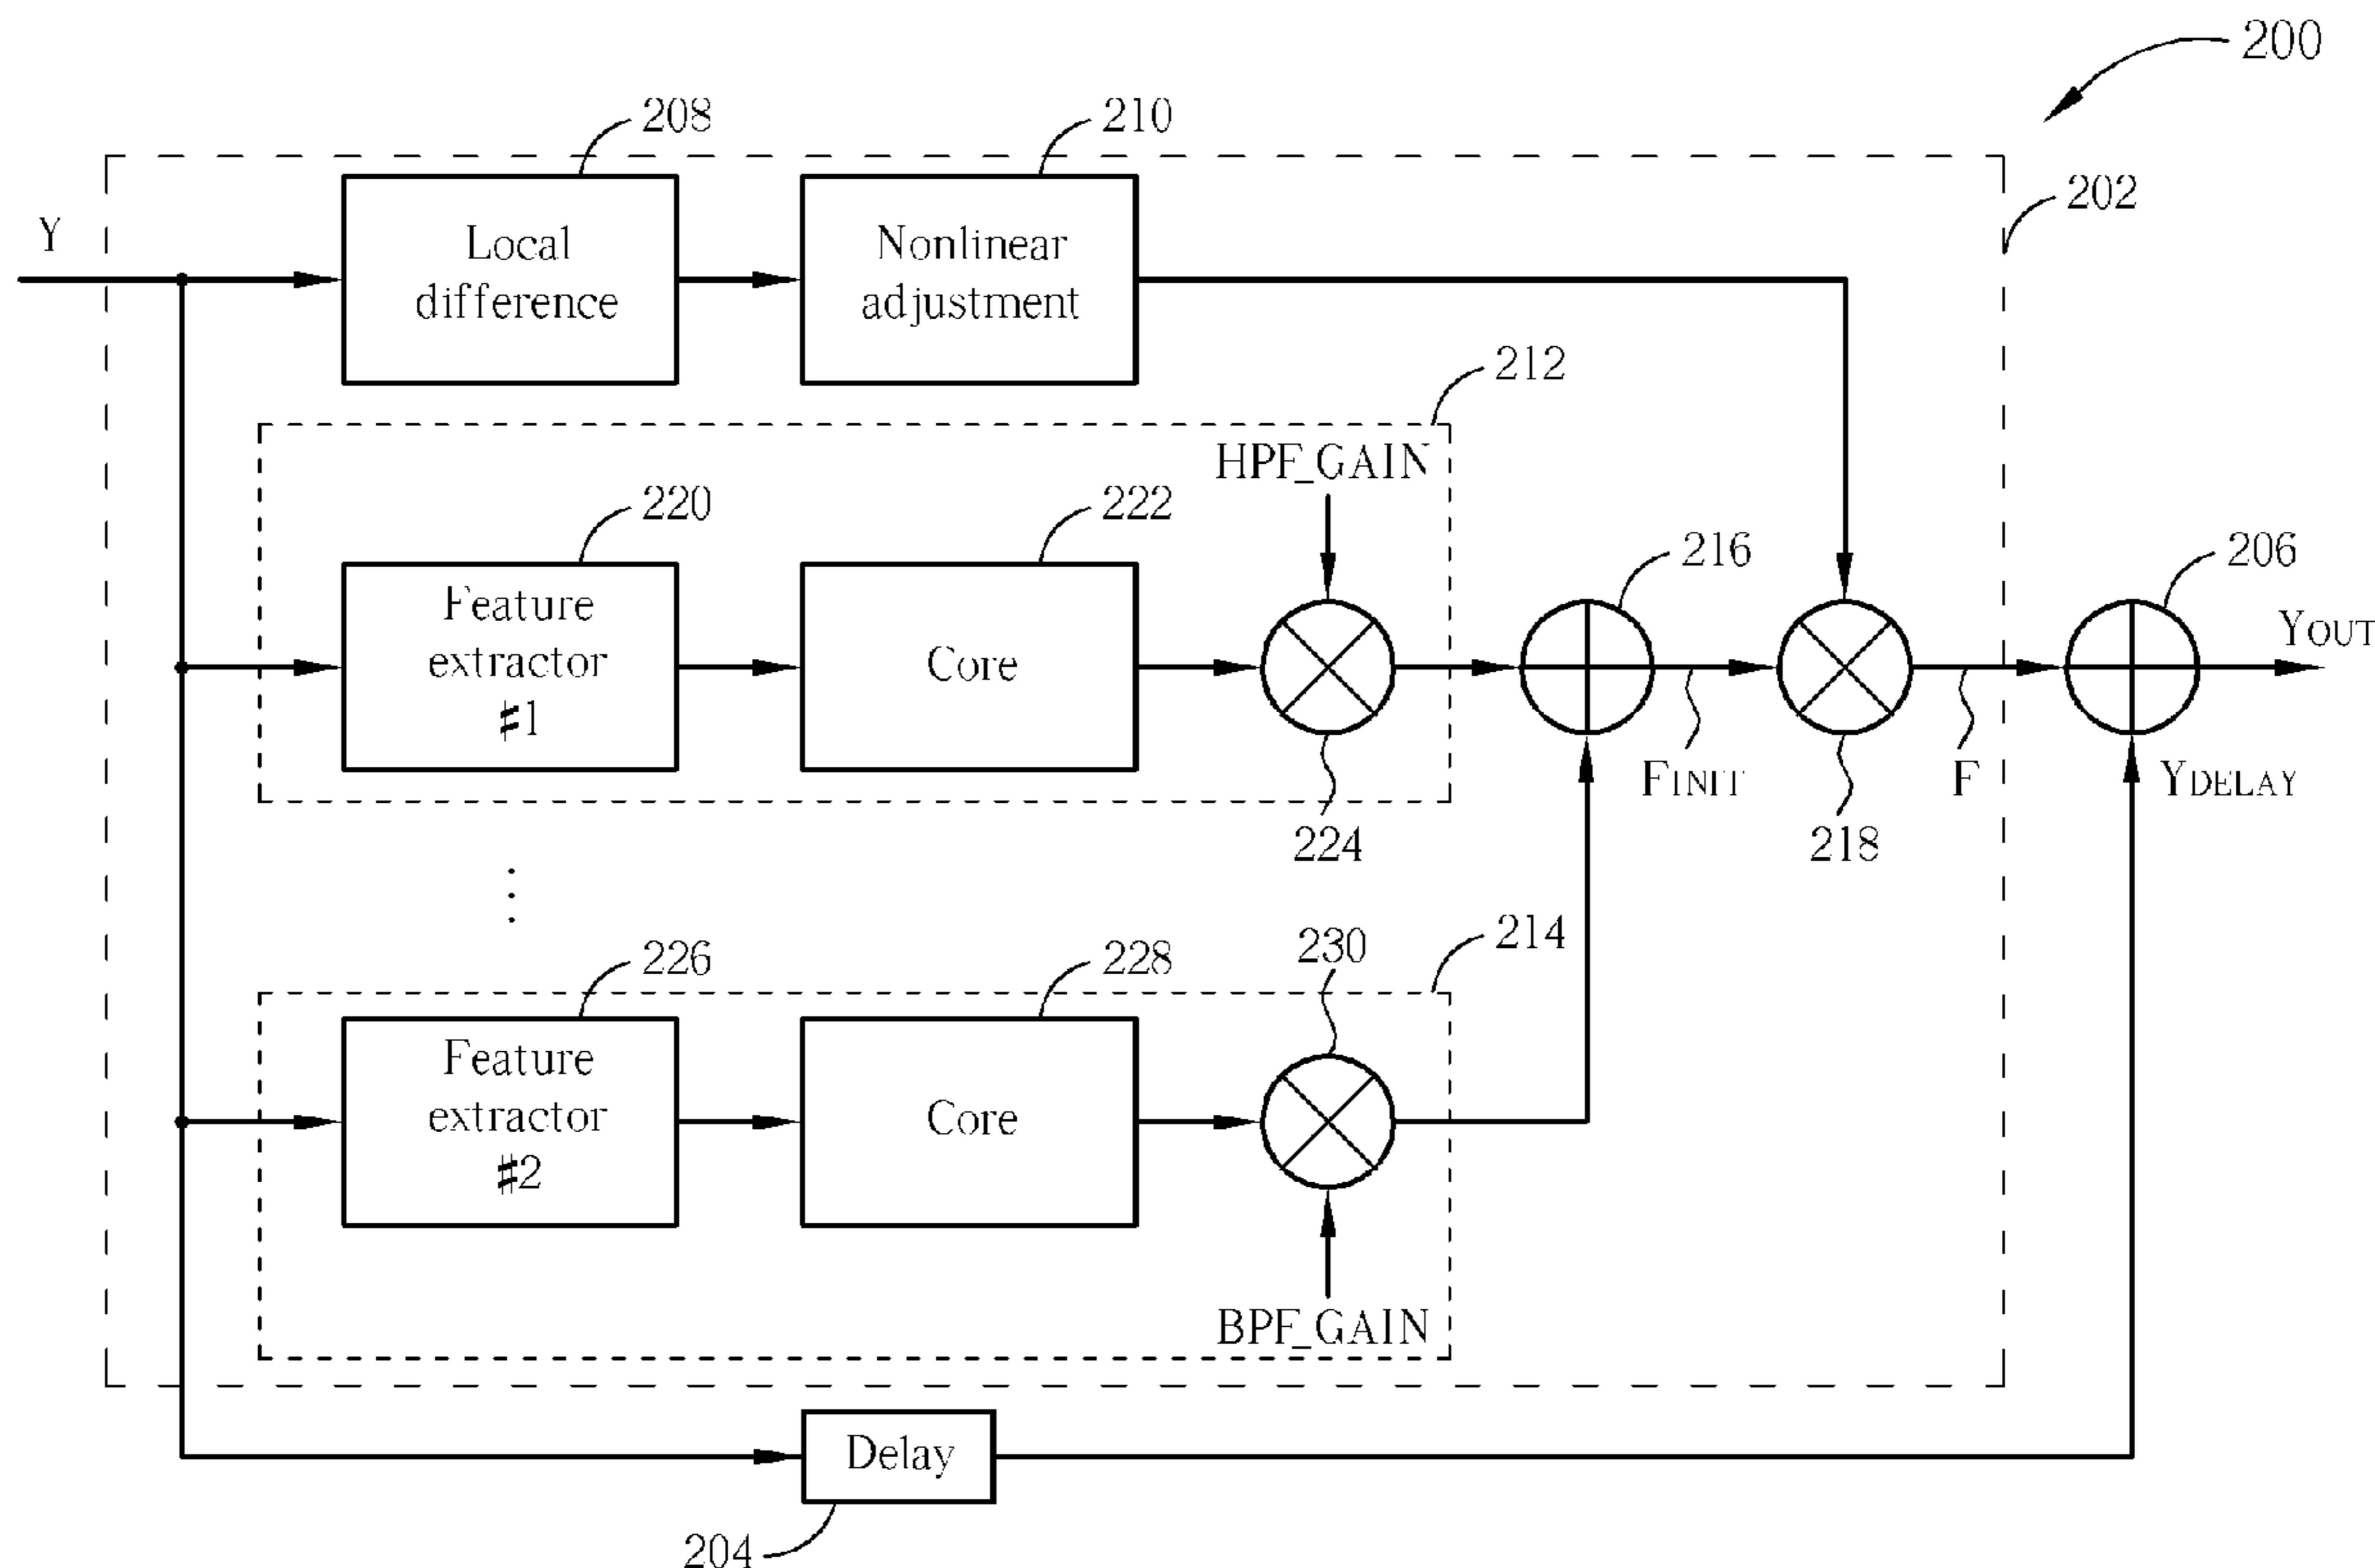 200
208
210
202
Y
Local
difference
Nonlinear
adjustment
212
HPF_GAIN
220
222
216
206
Feature
extractor
#1
Core
YOUT
FINIT
F
YDELAY
224
218
⋮
226
228
230
214
Feature
extractor
#2
Core
BPF_GAIN
Delay
204